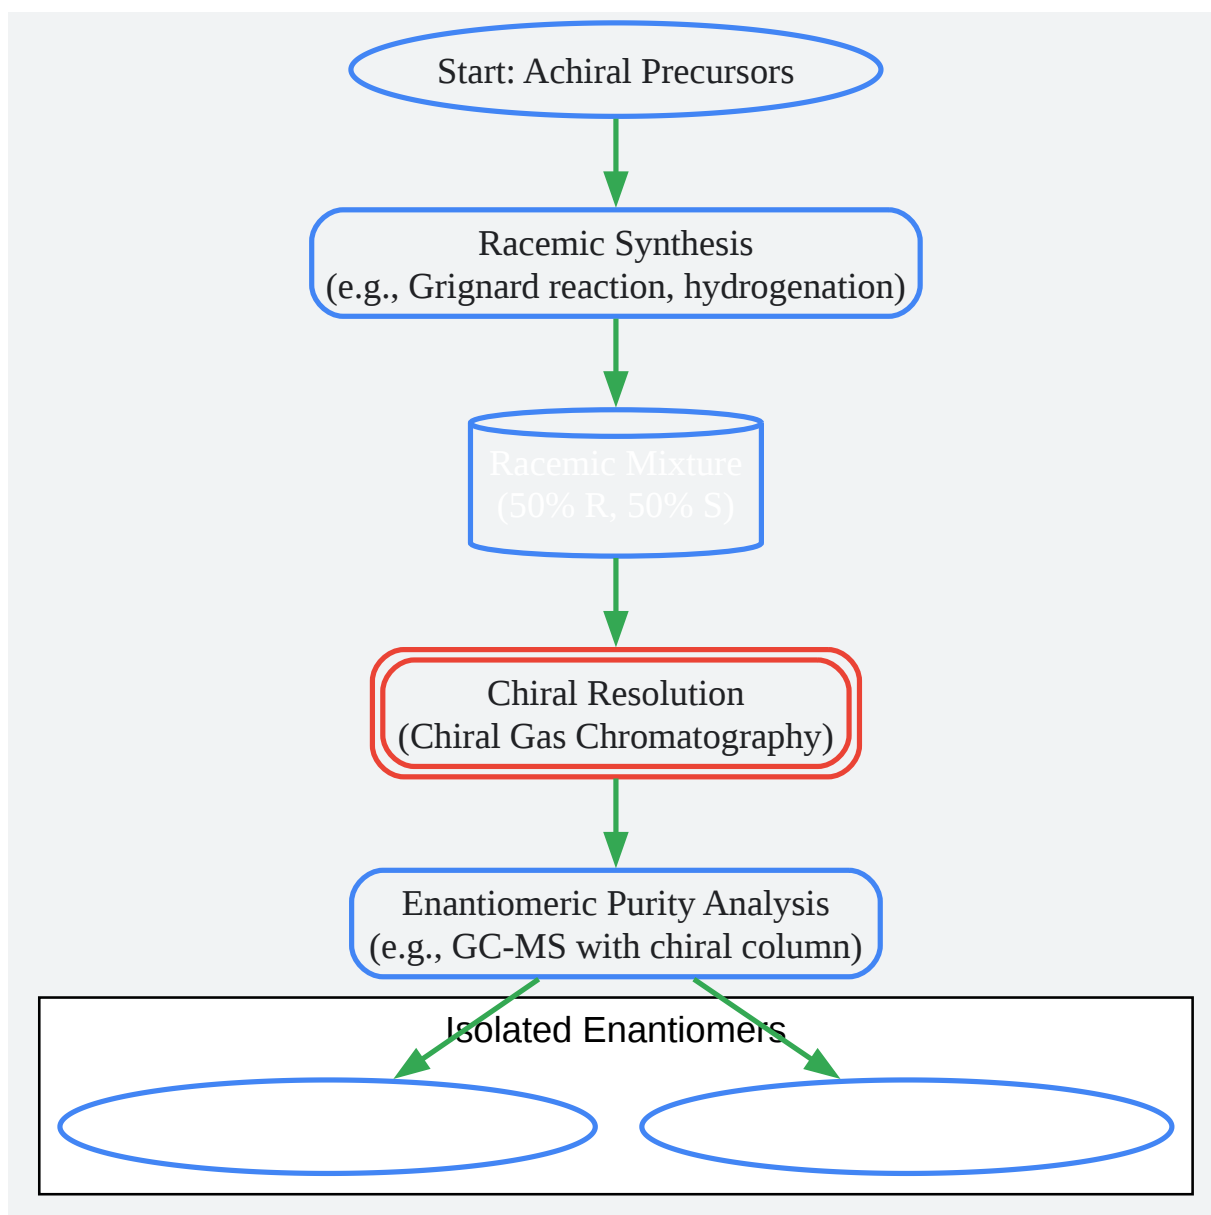 Start: Achiral Precursors
Racemic Synthesis
(e.g., Grignard reaction, hydrogenation)
Racemic Mixture
(50% R, 50% S)
Chiral Resolution
(Chiral Gas Chromatography)
Enantiomeric Purity Analysis
(e.g., GC-MS with chiral column)
Isolated Enantiomers